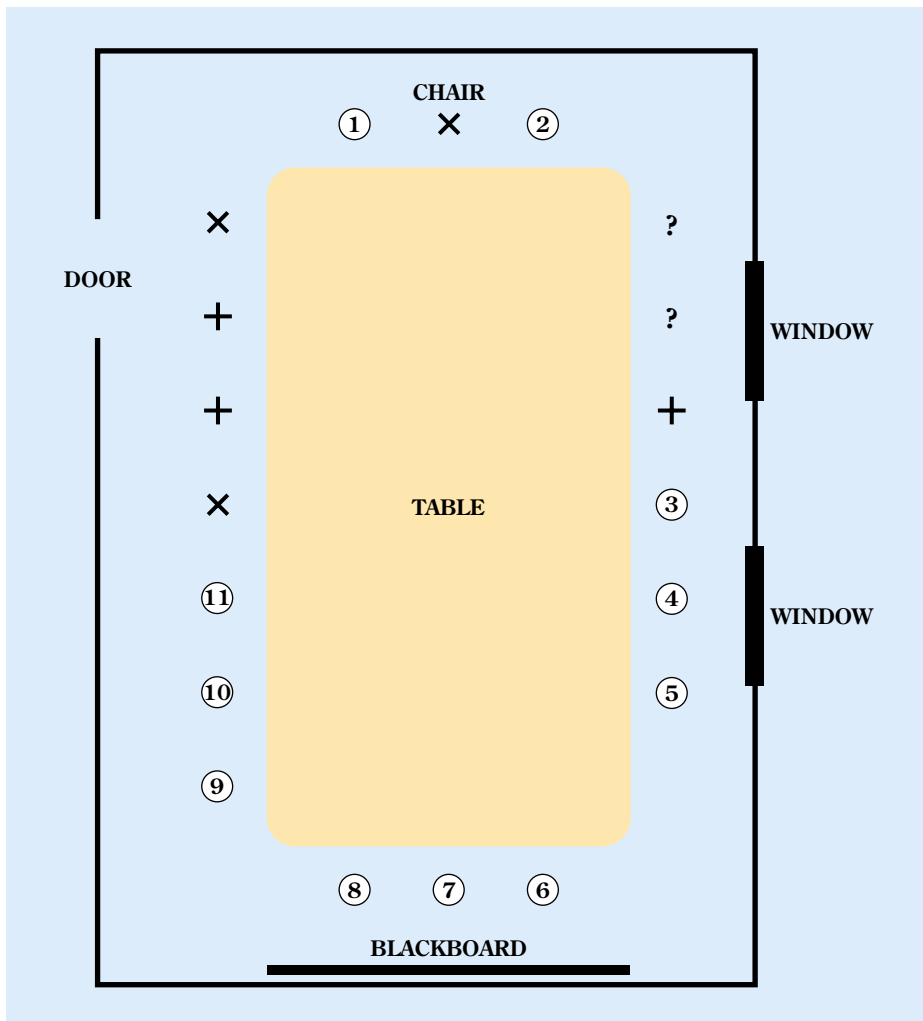 CHAIR
1 × 2
× ?
DOOR
+ ? WINDOW
+ +
× TABLE 3
11 4 WINDOW
10 5
9
8 7 6
BLACKBOARD